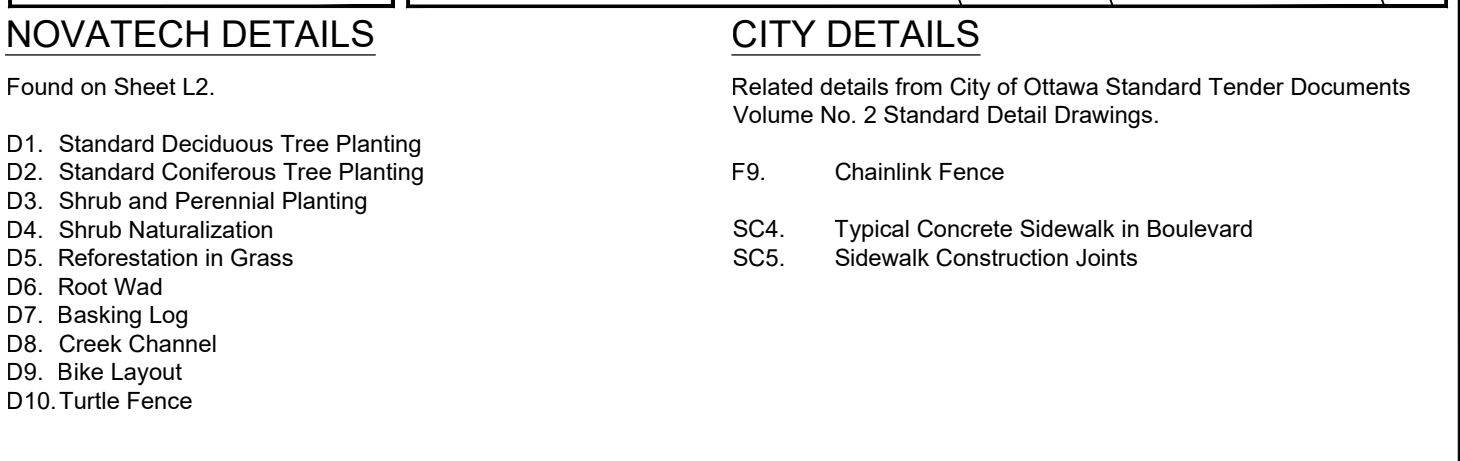 NOVATECH DETAILS
Found on Sheet L2.
D1. Standard Deciduous Tree Planting
D2. Standard Coniferous Tree Planting
D3. Shrub and Perennial Planting
D4. Shrub Naturalization
D5. Reforestation in Grass
D6. Root Wad
D7. Basking Log
D8. Creek Channel
D9. Bike Layout
D10. Turtle Fence
CITY DETAILS
Related details from City of Ottawa Standard Tender Documents
Volume No. 2 Standard Detail Drawings.
F9. Chainlink Fence
SC4. Typical Concrete Sidewalk in Boulevard
SC5. Sidewalk Construction Joints